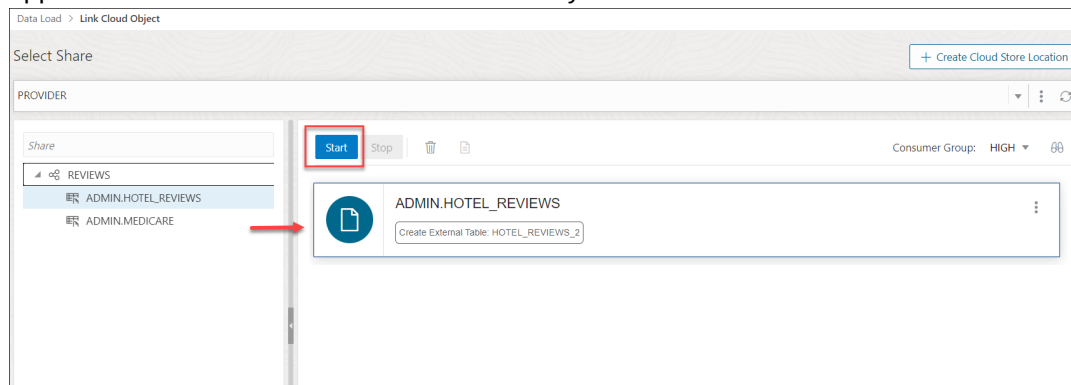 Data Load > Link Cloud Object
Select Share
+ Create Cloud Store Location
PROVIDER
Share
REVIEWS
ADMIN.HOTEL_REVIEWS
ADMIN.MEDICARE
Start Stop
Consumer Group: HIGH
ADMIN.HOTEL_REVIEWS
Create External Table: HOTEL_REVIEWS_2